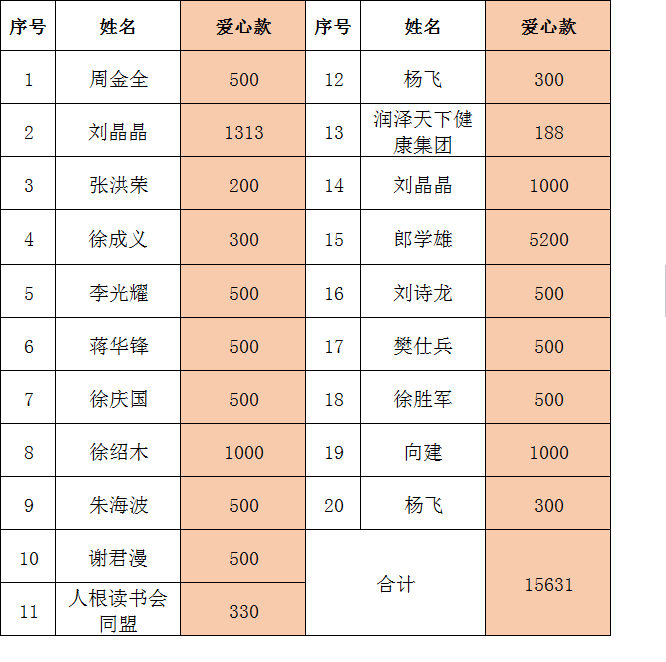 序号 姓名 爱心款 序号 姓名 爱心款
1 周金全 500 12 杨飞 300
2 刘晶晶 1313 13 润泽天下健
康集团 188
3 张洪荣 200 14 刘晶晶 1000
4 徐成义 300 15 郎学雄 5200
5 李光耀 500 16 刘诗龙 500
6 蒋华锋 500 17 樊仕兵 500
7 徐庆国 500 18 徐胜军 500
8 徐绍木 1000 19 向建 1000
9 朱海波 500 20 杨飞 300
10 谢君漫 500 合计 15631
11 人根读书会
同盟 330